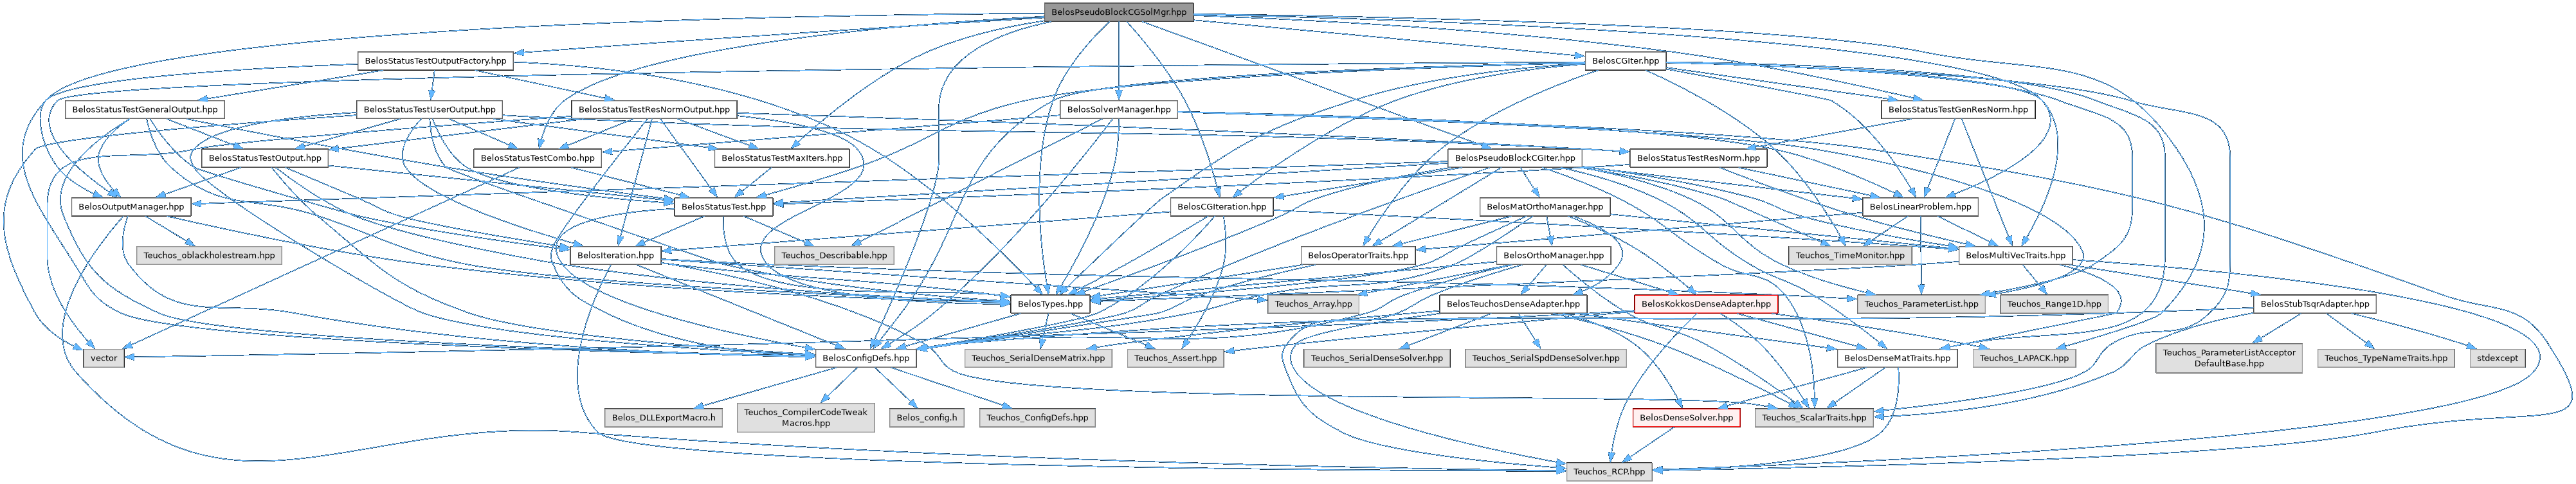 BelosPseudoBlockCGSolMgr.hpp
BelosStatusTestOutputFactory.hpp
BelosCGIter.hpp
BelosStatusTestGeneralOutput.hpp
BelosStatusTestUserOutput.hpp
BelosStatusTestResNormOutput.hpp
BelosSolverManager.hpp
BelosStatusTestGenResNorm.hpp
BelosStatusTestOutput.hpp
BelosStatusTestCombo.hpp
BelosStatusTestMaxIters.hpp
BelosPseudoBlockCGIter.hpp
BelosStatusTestResNorm.hpp
BelosOutputManager.hpp
BelosStatusTest.hpp
BelosCGIteration.hpp
BelosMatOrthoManager.hpp
BelosLinearProblem.hpp
Teuchos_oblackholestream.hpp
BelosIteration.hpp
Teuchos_Describable.hpp
BelosOperatorTraits.hpp
BelosOrthoManager.hpp
Teuchos_TimeMonitor.hpp
BelosMultiVecTraits.hpp
BelosTypes.hpp
Teuchos_Array.hpp
BelosTeuchosDenseAdapter.hpp
BelosKokkosDenseAdapter.hpp
Teuchos_ParameterList.hpp
Teuchos_Range1D.hpp
BelosStubTsqrAdapter.hpp
vector
BelosConfigDefs.hpp
Teuchos_SerialDenseMatrix.hpp
Teuchos_Assert.hpp
Teuchos_SerialDenseSolver.hpp
Teuchos_SerialSpdDenseSolver.hpp
BelosDenseMatTraits.hpp
Teuchos_LAPACK.hpp
Teuchos_ParameterListAcceptor
DefaultBase.hpp
Teuchos_TypeNameTraits.hpp
stdexcept
Belos_DLLExportMacro.h
Teuchos_CompilerCodeTweak
Macros.hpp
Belos_config.h
Teuchos_ConfigDefs.hpp
BelosDenseSolver.hpp
Teuchos_ScalarTraits.hpp
Teuchos_RCP.hpp